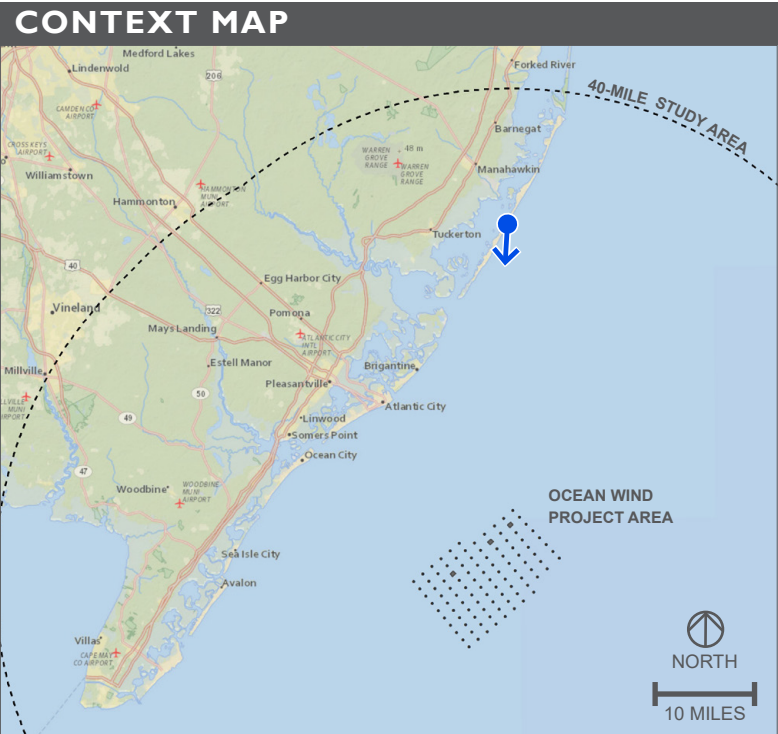 CONTEXT MAP
Medford Lakes
Lindenwold
206
Forked River
40-MILE STUDY AREA
CAMDEN CO
AIRPORT
Barnegat
CROSS KEYS
AIRPORT
WARREN
GROVE
RANGE
48 m
WARREN
GROVE
RANGE
Manahawkin
Williamstown
HAMMONTON
MUNI
AIRPORT
Hammonton
Tuckerton
40
Egg Harbor City
Vineland
322
Pomona
Mays Landing
ATLANTIC CITY
INTL
AIRPORT
Estell Manor
Brigantine
Millville
Pleasantville
LLVILLE
MUNI
IRPORT
50
49
Atlantic City
Linwood
Somers Point
Ocean City
47
Woodbine
WOODBINE
MUNI
AIRPORT
OCEAN WIND
PROJECT AREA
Sea Isle City
Avalon
Villas
CAPE MAY
CO AIRPORT
NORTH
10 MILES